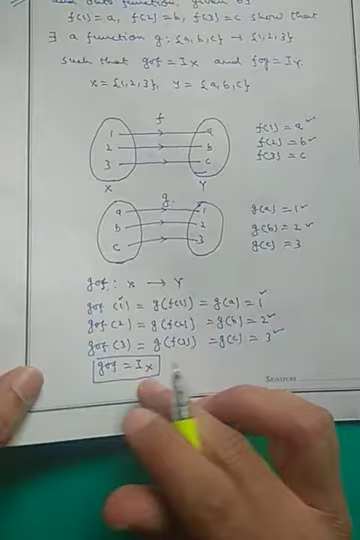 and onto function, given by
f(1) = a, f(2) = b, f(3) = c show that
∃ a function g: {a,b,c} → {1,2,3}
such that gof = Ix and fog = Iy.
x = {1,2,3}, Y = {a,b,c}
f
1 a
2 b
3 c
X Y
f(1) = a ✓
f(2) = b ✓
f(3) = c
g.
a 1
b 2
c 3
g(a) = 1 ✓
g(b) = 2 ✓
g(c) = 3
gof : x → Y
gof (1) = g(f(1)) = g(a) = 1 ✓
gof (2) = g(f(2)) = g(b) = 2 ✓
gof (3) = g(f(3)) = g(c) = 3 ✓
gof = Ix